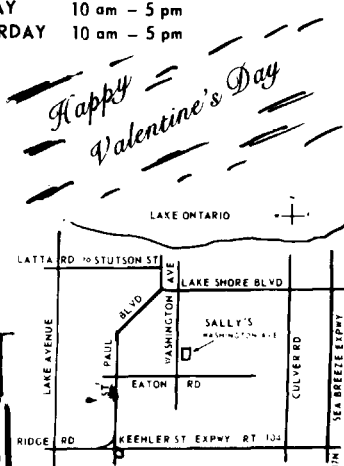 AY 10 am – 5 pm
RDAY 10 am – 5 pm
Happy
Valentine's Day
LAKE ONTARIO
LATTA RD TO STUTSON ST
LAKE SHORE BLVD
ST PAUL BLVD
WASHINGTON AVE
SALLY'S
WASHINGTON AVE
LAKE AVENUE
CULVER RD
SEA BREEZE EXPWY
EATON RD
RIDGE RD
KEEHLER ST EXPWY RT 104